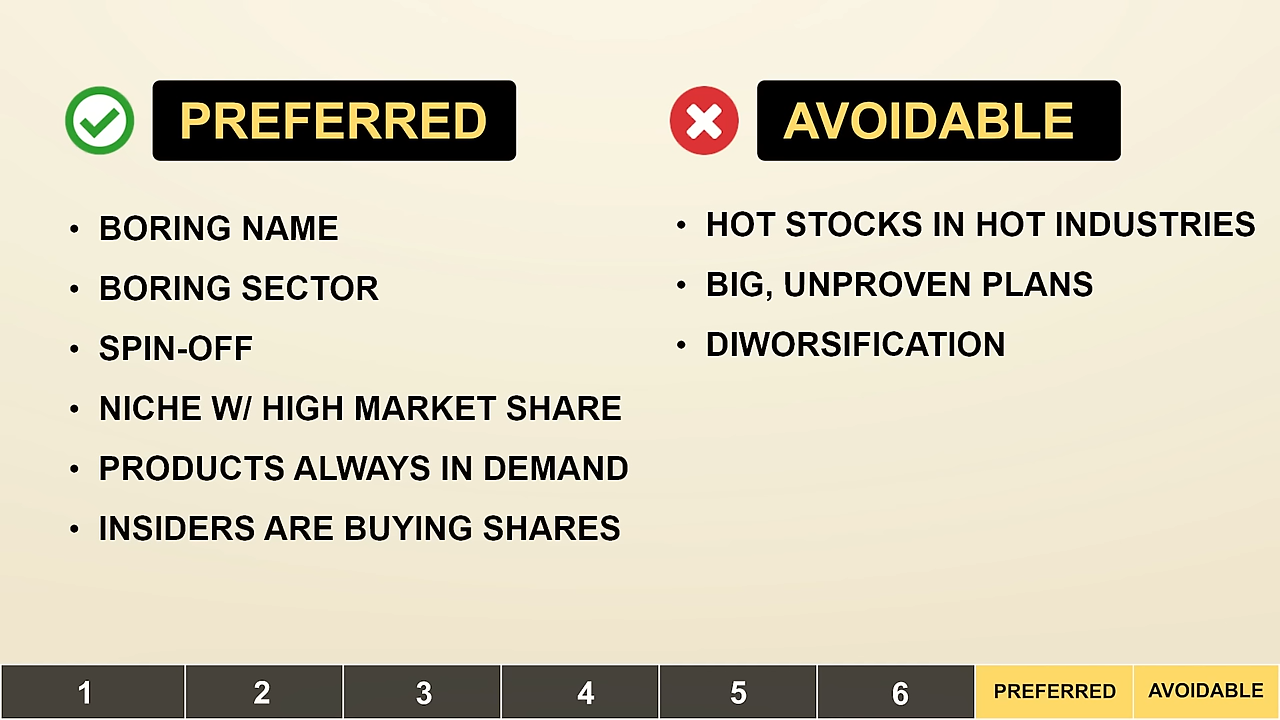 PREFERRED
• BORING NAME
• BORING SECTOR
• SPIN-OFF
• NICHE W/ HIGH MARKET SHARE
• PRODUCTS ALWAYS IN DEMAND
• INSIDERS ARE BUYING SHARES
AVOIDABLE
• HOT STOCKS IN HOT INDUSTRIES
• BIG, UNPROVEN PLANS
• DIWORSIFICATION
1 2 3 4 5 6 PREFERRED AVOIDABLE